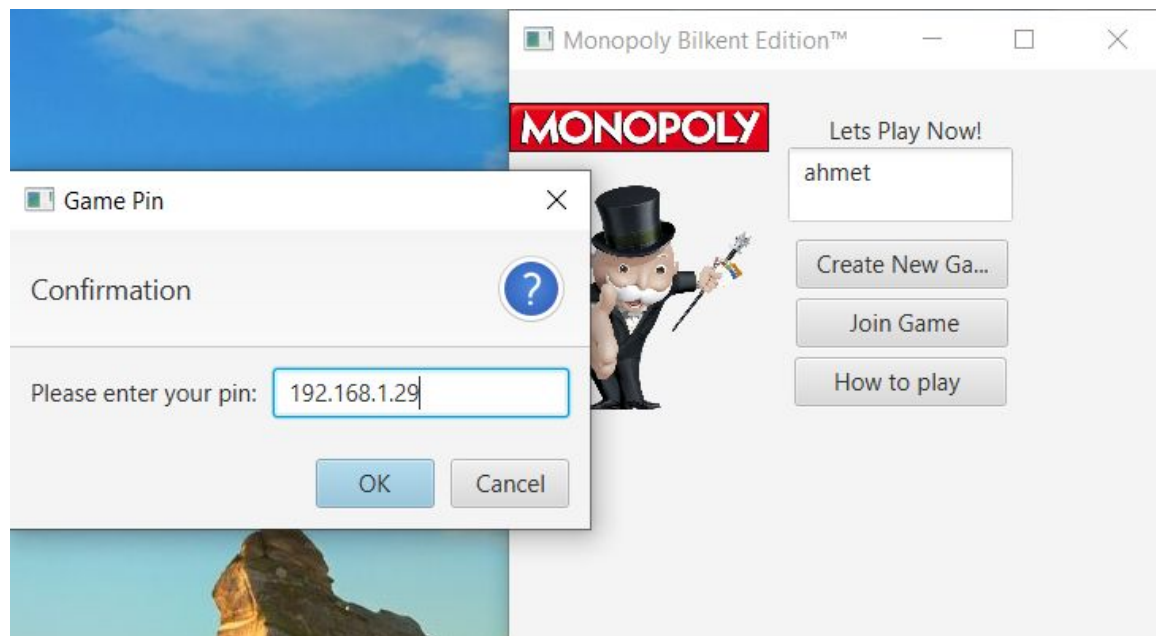 Monopoly Bilkent Edition™
MONOPOLY
Lets Play Now!
ahmet
Create New Ga...
Join Game
How to play
Game Pin
Confirmation
?
Please enter your pin: 192.168.1.29
OK Cancel